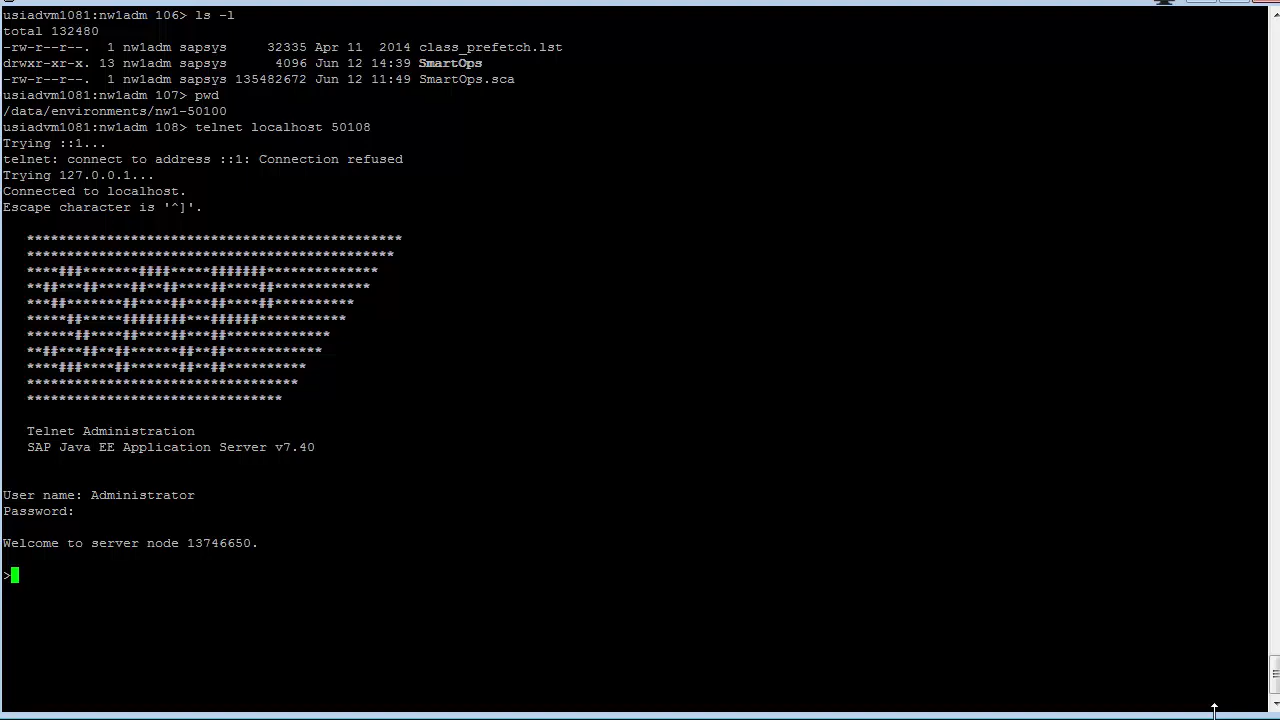 usiadvm1081:nw1adm 106> ls -l
total 132480
-rw-r--r--.  1 nw1adm sapsys     32335 Apr 11  2014 class_prefetch.lst
drwxr-xr-x. 13 nw1adm sapsys      4096 Jun 12 14:39 SmartOps
-rw-r--r--.  1 nw1adm sapsys 135482672 Jun 12 11:49 SmartOps.sca
usiadvm1081:nw1adm 107> pwd
/data/environments/nw1-50100
usiadvm1081:nw1adm 108> telnet localhost 50108
Trying ::1...
telnet: connect to address ::1: Connection refused
Trying 127.0.0.1...
Connected to localhost.
Escape character is '^]'.
   ***********************************************
   **********************************************
   ****###*******####*****#######**************
   **##***##****##**##****##****##************
   ***##*******##****##***##****##**********
   *****##*****########***######***********
   ******##****##****##***##*************
   **##***##**##******##**##************
   ****###****##******##**##**********
   **********************************
   ********************************
   Telnet Administration
   SAP Java EE Application Server v7.40
User name: Administrator
Password:
Welcome to server node 13746650.
>